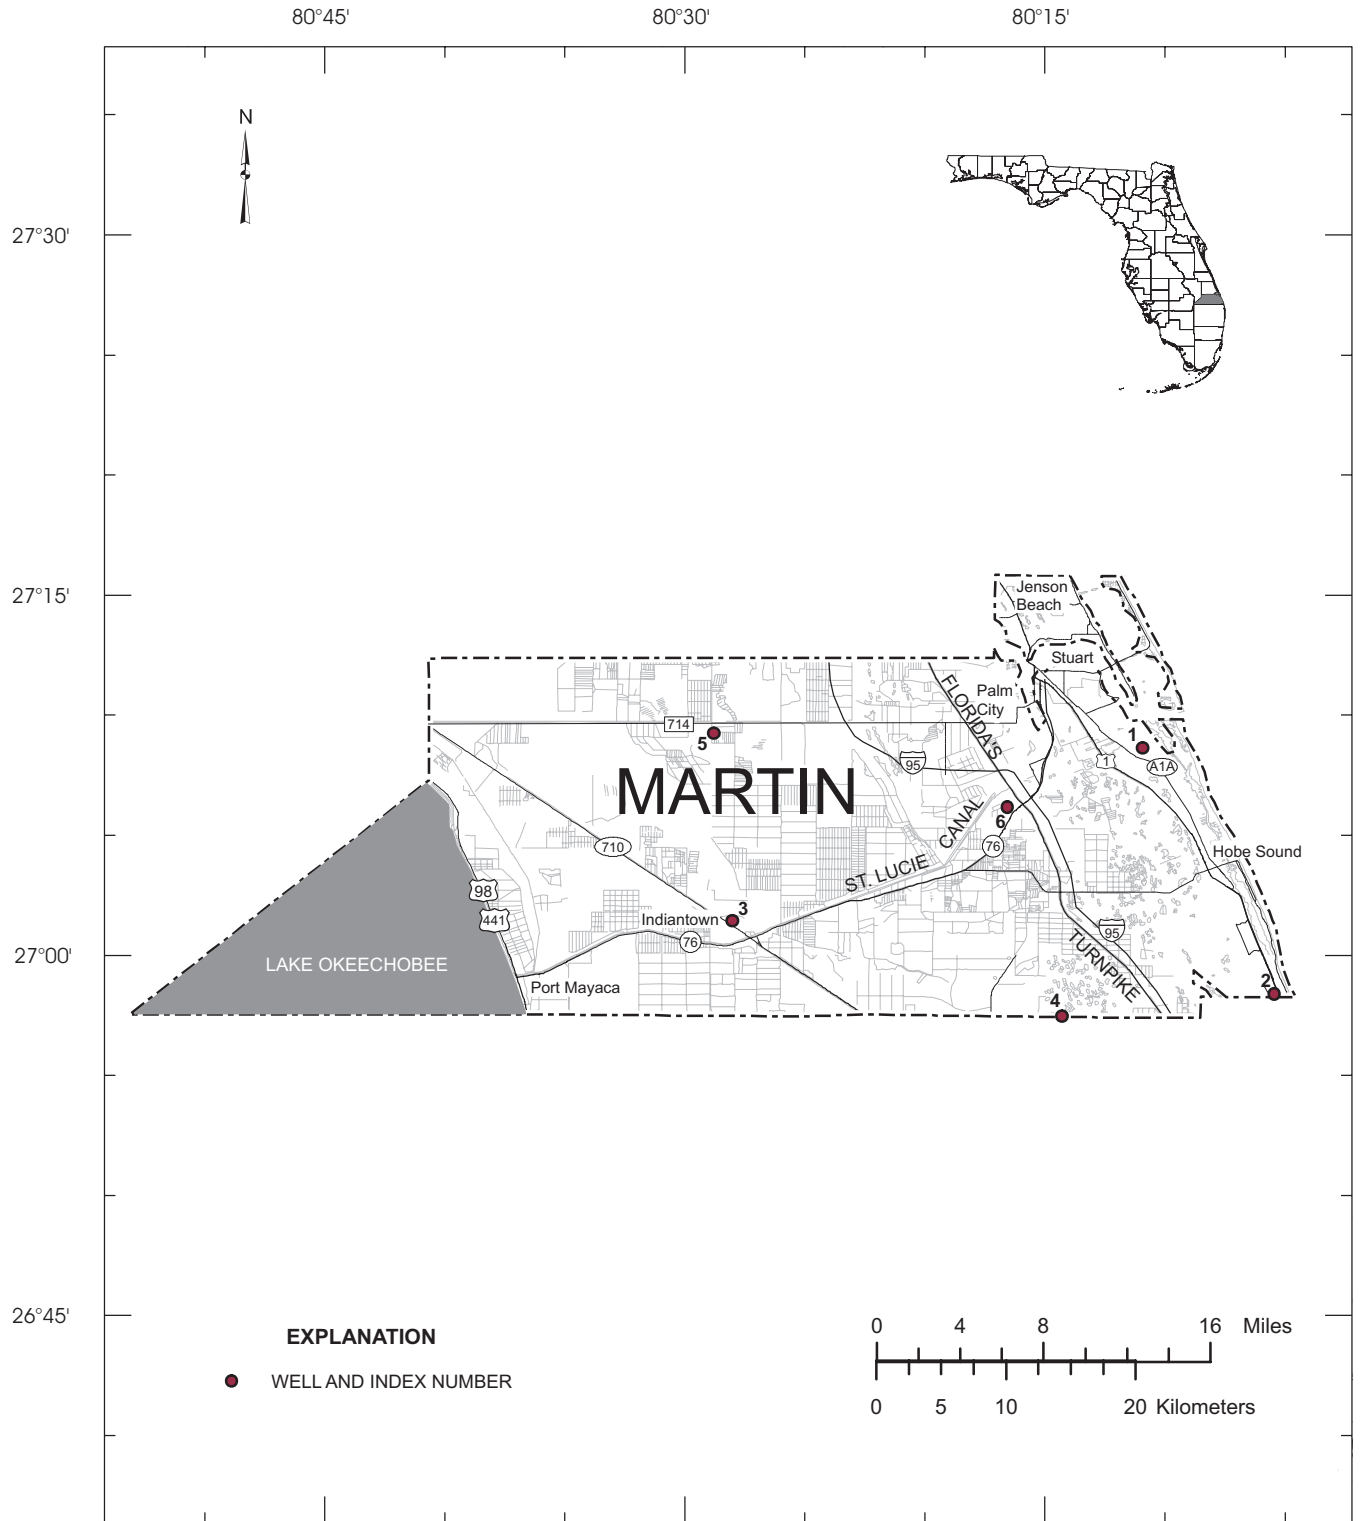 80°45'
80°30'
80°15'
N
27°30'
27°15'
Jenson
Beach
Stuart
Palm
City
FLORIDA'S
714
5
1
1
A1A
95
MARTIN
6
CANAL
76
710
Hobe Sound
ST. LUCIE
98
3
441
Indiantown
76
95
27°00'
LAKE OKEECHOBEE
TURNPIKE
Port Mayaca
2
4
26°45'
EXPLANATION
WELL AND INDEX NUMBER
0 4 8 16 Miles
0 5 10 20 Kilometers